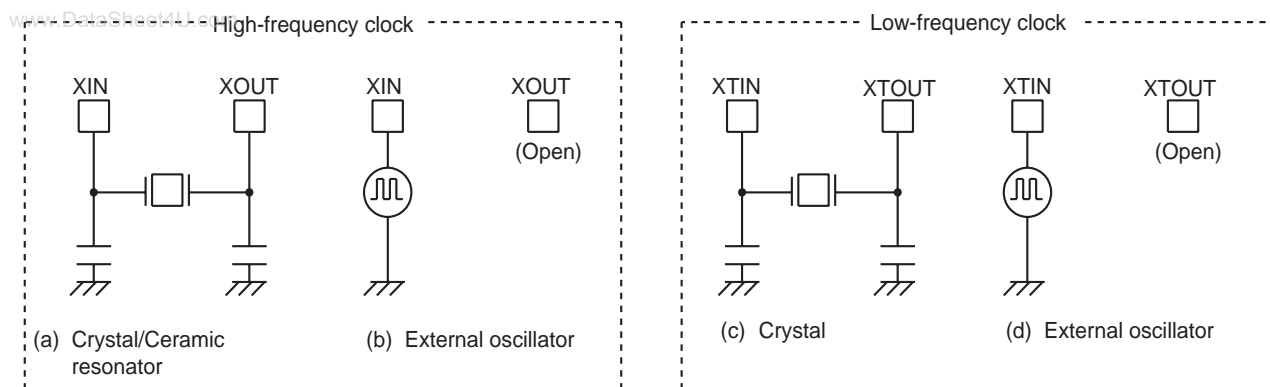 www.DataSheet4U.com
High-frequency clock
Low-frequency clock
XIN XOUT XIN XOUT
XTIN XTOUT XTIN XTOUT
(Open)
(Open)
(a) Crystal/Ceramic
resonator
(b) External oscillator
(c) Crystal
(d) External oscillator